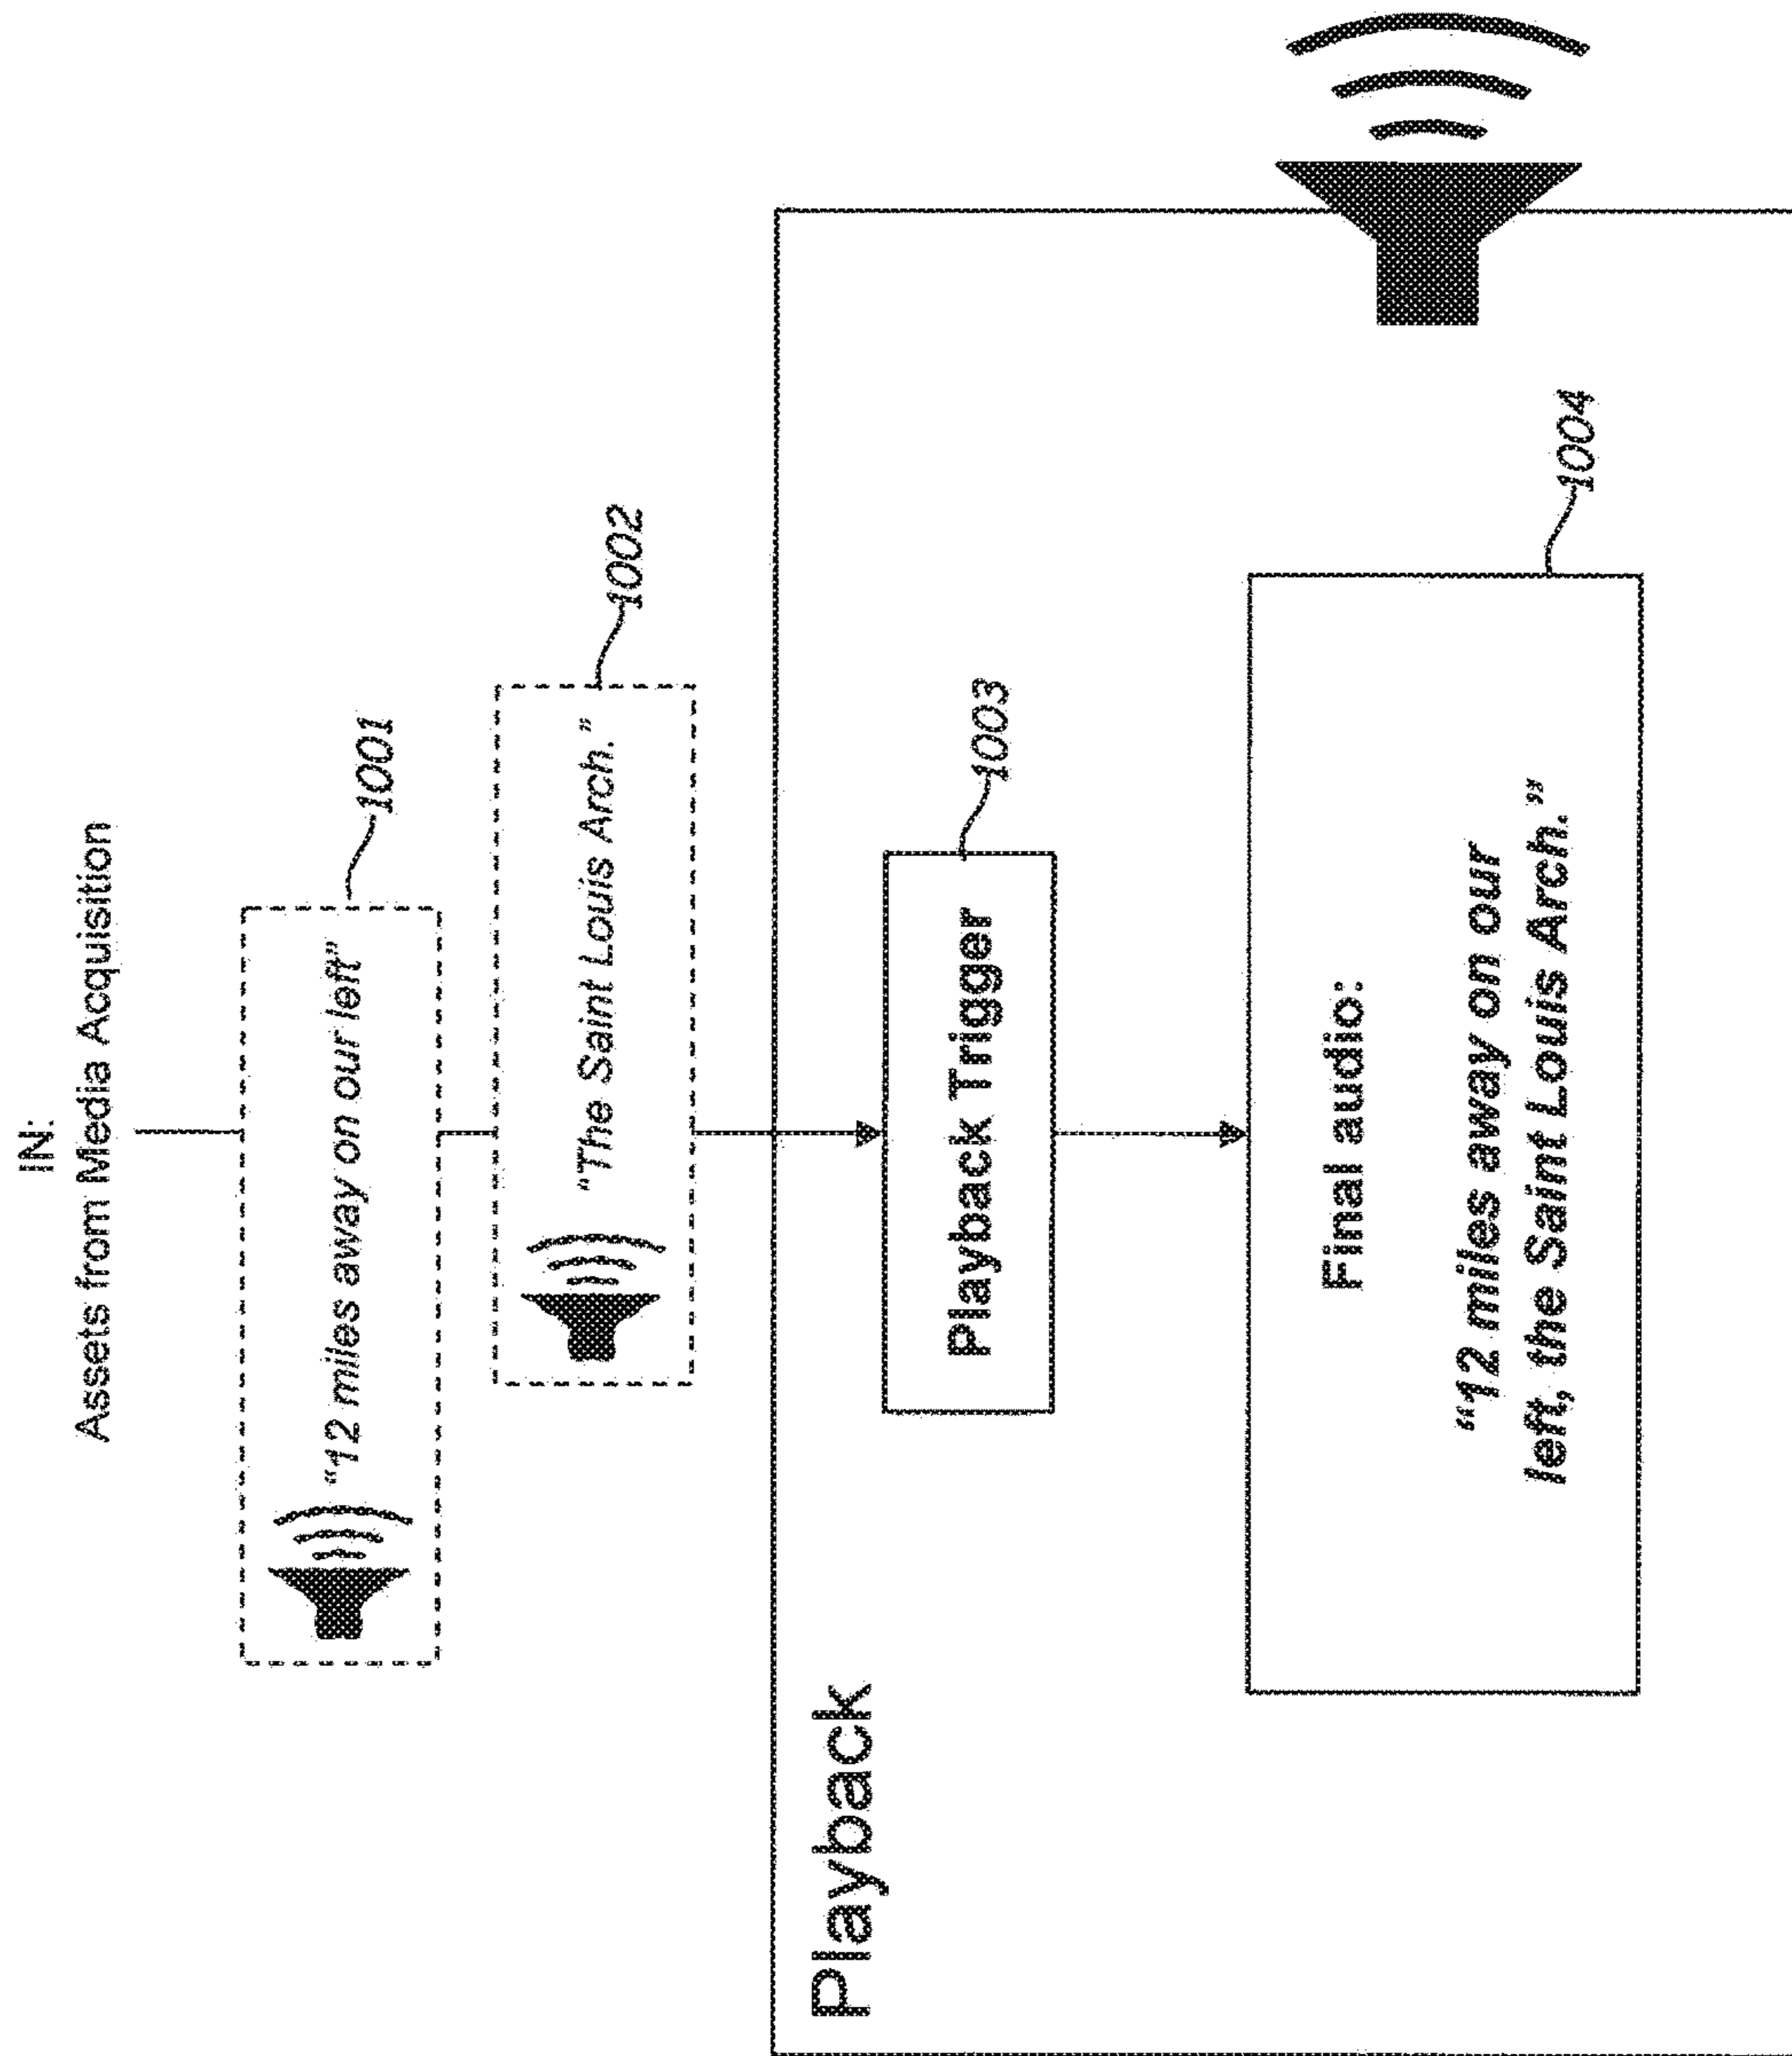 IN:
Assets from Media Acquisition
"12 miles away on our left"
1001
"The Saint Louis Arch."
1002
Playback
Playback Trigger
1003
Final audio:
"12 miles away on our
left, the Saint Louis Arch."
1004